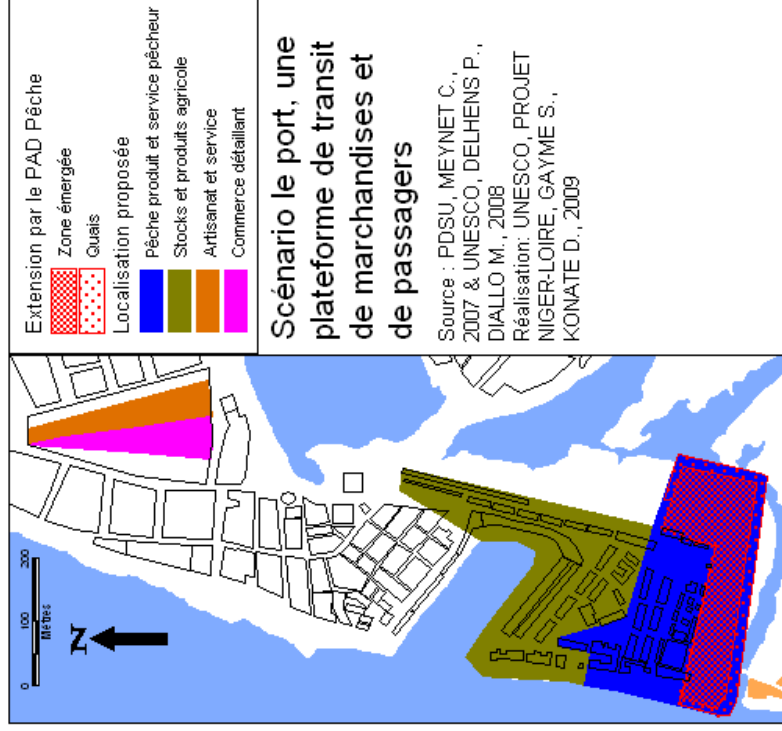 Extension par le PAD Pêche
Zone émergée
Quais
Localisation proposée
Pêche produit et service pêcheur
Stocks et produits agricole
Artisanat et service
Commerce détaillant
Scénario le port, une
plateforme de transit
de marchandises et
de passagers
Source : PDSU, MEYNET C.,
2007 & UNESCO, DELHENS P.,
DIALLO M., 2008
Réalisation: UNESCO, PROJET
NIGER-LOIRE, GAYME S.,
KONATE D., 2009
0 100 200
Mètres
N